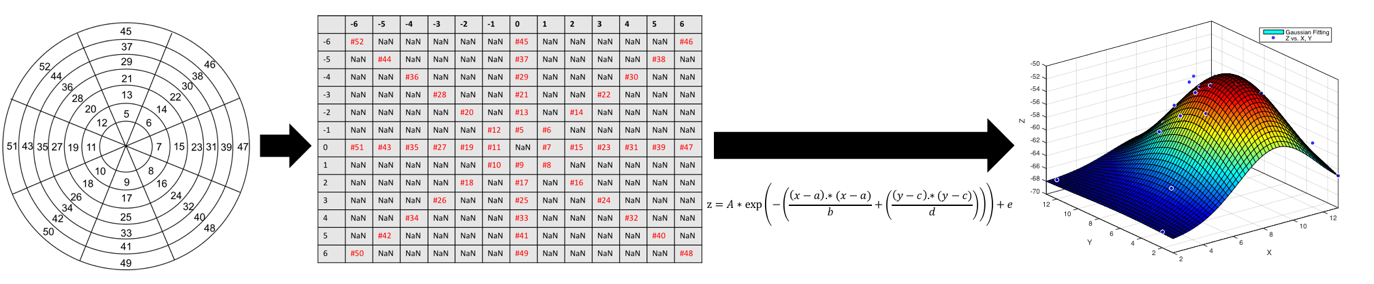 45
37
29
21
13
5
52 44 36 28 20 12
46 38 30 22 14 6
51 43 35 27 19 11
7 15 23 31 39 47
10 18 26 34 42 50
8 16 24 32 40 48
9
17
25
33
41
49
-6 -5 -4 -3 -2 -1 0 1 2 3 4 5 6
-6 #52 NaN NaN NaN NaN NaN #45 NaN NaN NaN NaN NaN #46
-5 NaN #44 NaN NaN NaN NaN #37 NaN NaN NaN NaN #38 NaN
-4 NaN NaN #36 NaN NaN NaN #29 NaN NaN NaN #30 NaN NaN
-3 NaN NaN NaN #28 NaN NaN #21 NaN NaN #22 NaN NaN NaN
-2 NaN NaN NaN NaN #20 NaN #13 NaN #14 NaN NaN NaN NaN
-1 NaN NaN NaN NaN NaN #12 #5 #6 NaN NaN NaN NaN NaN
0 #51 #43 #35 #27 #19 #11 NaN #7 #15 #23 #31 #39 #47
1 NaN NaN NaN NaN NaN #10 #9 #8 NaN NaN NaN NaN NaN
2 NaN NaN NaN NaN #18 NaN #17 NaN #16 NaN NaN NaN NaN
3 NaN NaN NaN #26 NaN NaN #25 NaN NaN #24 NaN NaN NaN
4 NaN NaN #34 NaN NaN NaN #33 NaN NaN NaN #32 NaN NaN
5 NaN #42 NaN NaN NaN NaN #41 NaN NaN NaN NaN #40 NaN
6 #50 NaN NaN NaN NaN NaN #49 NaN NaN NaN NaN NaN #48
z = A * exp(-(((x - a).* (x - a))/b + (((y - c).* (y - c))/d))) + e
Gaussian Fitting
Z vs. X, Y
-50
-52
-54
-56
-58
-60
-62
-64
-66
-68
-70
Z
12 10 8 6 4 2
Y
2 4 6 8 10 12
X